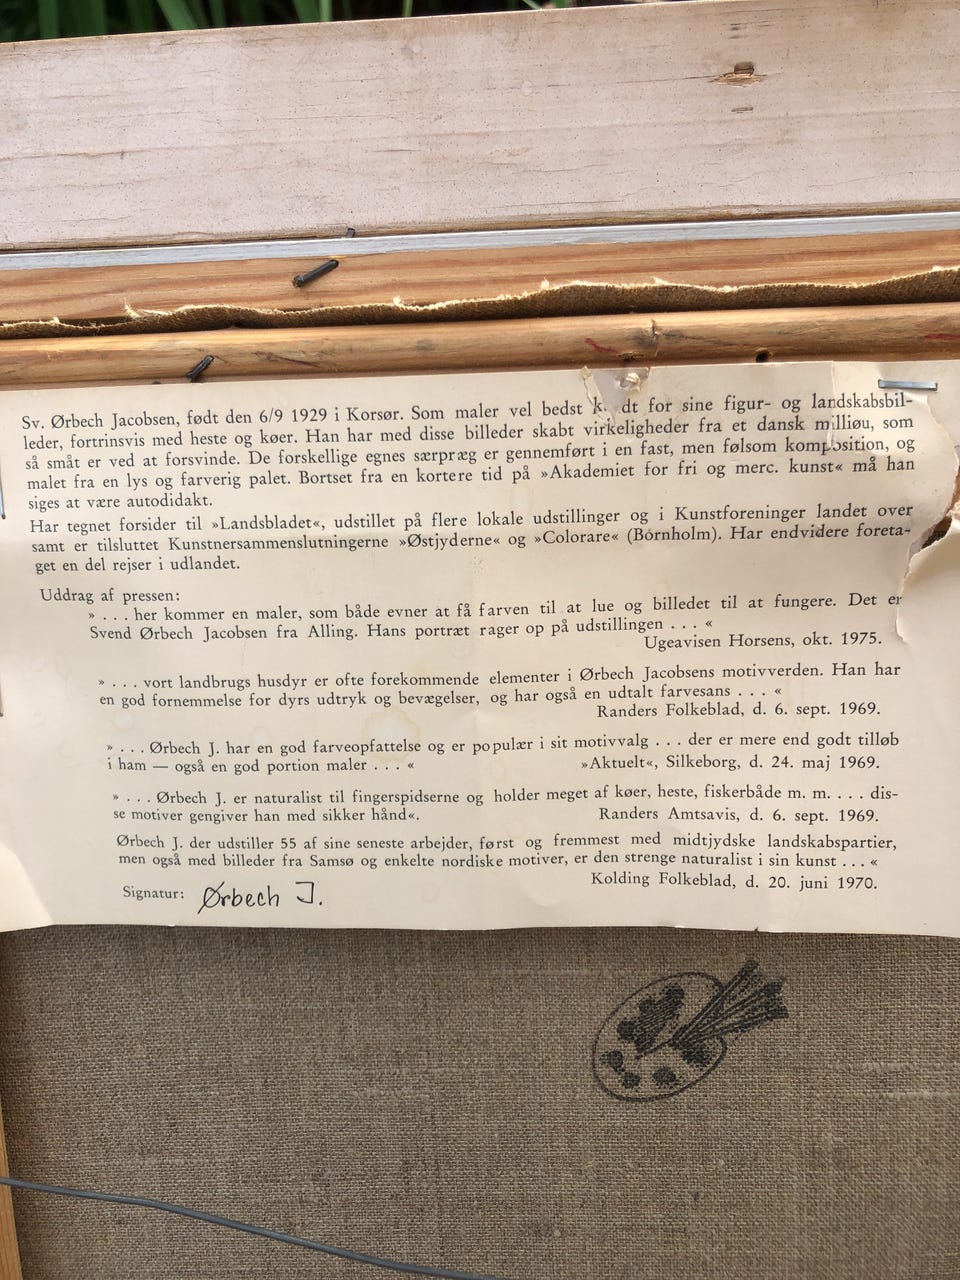 Sv. Ørbech Jacobsen, født den 6/9 1929 i Korsør. Som maler vel bedst for sine figur- og landskabsbil-
leder, fortrinsvis med heste og køer. Han har med disse billeder skabt virkeligheder fra et dansk milliøu, som
så småt er ved at forsvinde. De forskellige egnes særpræg er gennemført i en fast, men følsom komposition, og
malet fra en lys og farverig palet. Bortset fra en kortere tid på »Akademiet for fri og merc. kunst« må han
siges at være autodidakt.
Har tegnet forsider til »Landsbladet«, udstillet på flere lokale udstillinger og i Kunstforeninger landet over
samt er tilsluttet Kunstnersammenslutningerne »Østjyderne« og »Colorare« (Bornholm). Har endvidere foreta-
get en del rejser i udlandet.
Uddrag af pressen:
» . . . her kommer en maler, som både evner at få farven til at lue og billedet til at fungere. Det er
Svend Ørbech Jacobsen fra Alling. Hans portræt rager op på udstillingen . . . «
Ugeavisen Horsens, okt. 1975.
» . . . vort landbrugs husdyr er ofte forekommende elementer i Ørbech Jacobsens motivverden. Han har
en god fornemmelse for dyrs udtryk og bevægelser, og har også en udtalt farvesans . . . «
Randers Folkeblad, d. 6. sept. 1969.
» . . . Ørbech J. har en god farveopfattelse og er populær i sit motivvalg . . . der er mere end godt tilløb
i ham — også en god portion maler . . . « »Aktuelt«, Silkeborg, d. 24. maj 1969.
» . . . Ørbech J. er naturalist til fingerspidserne og holder meget af køer, heste, fiskerbåde m. m. . . . dis-
se motiver gengiver han med sikker hånd«. Randers Amtsavis, d. 6. sept. 1969.
Ørbech J. der udstiller 55 af sine seneste arbejder, først og fremmest med midtjydske landskabspartier,
men også med billeder fra Samsø og enkelte nordiske motiver, er den strenge naturalist i sin kunst . . . «
Kolding Folkeblad, d. 20. juni 1970.
Signatur: Ørbech J.